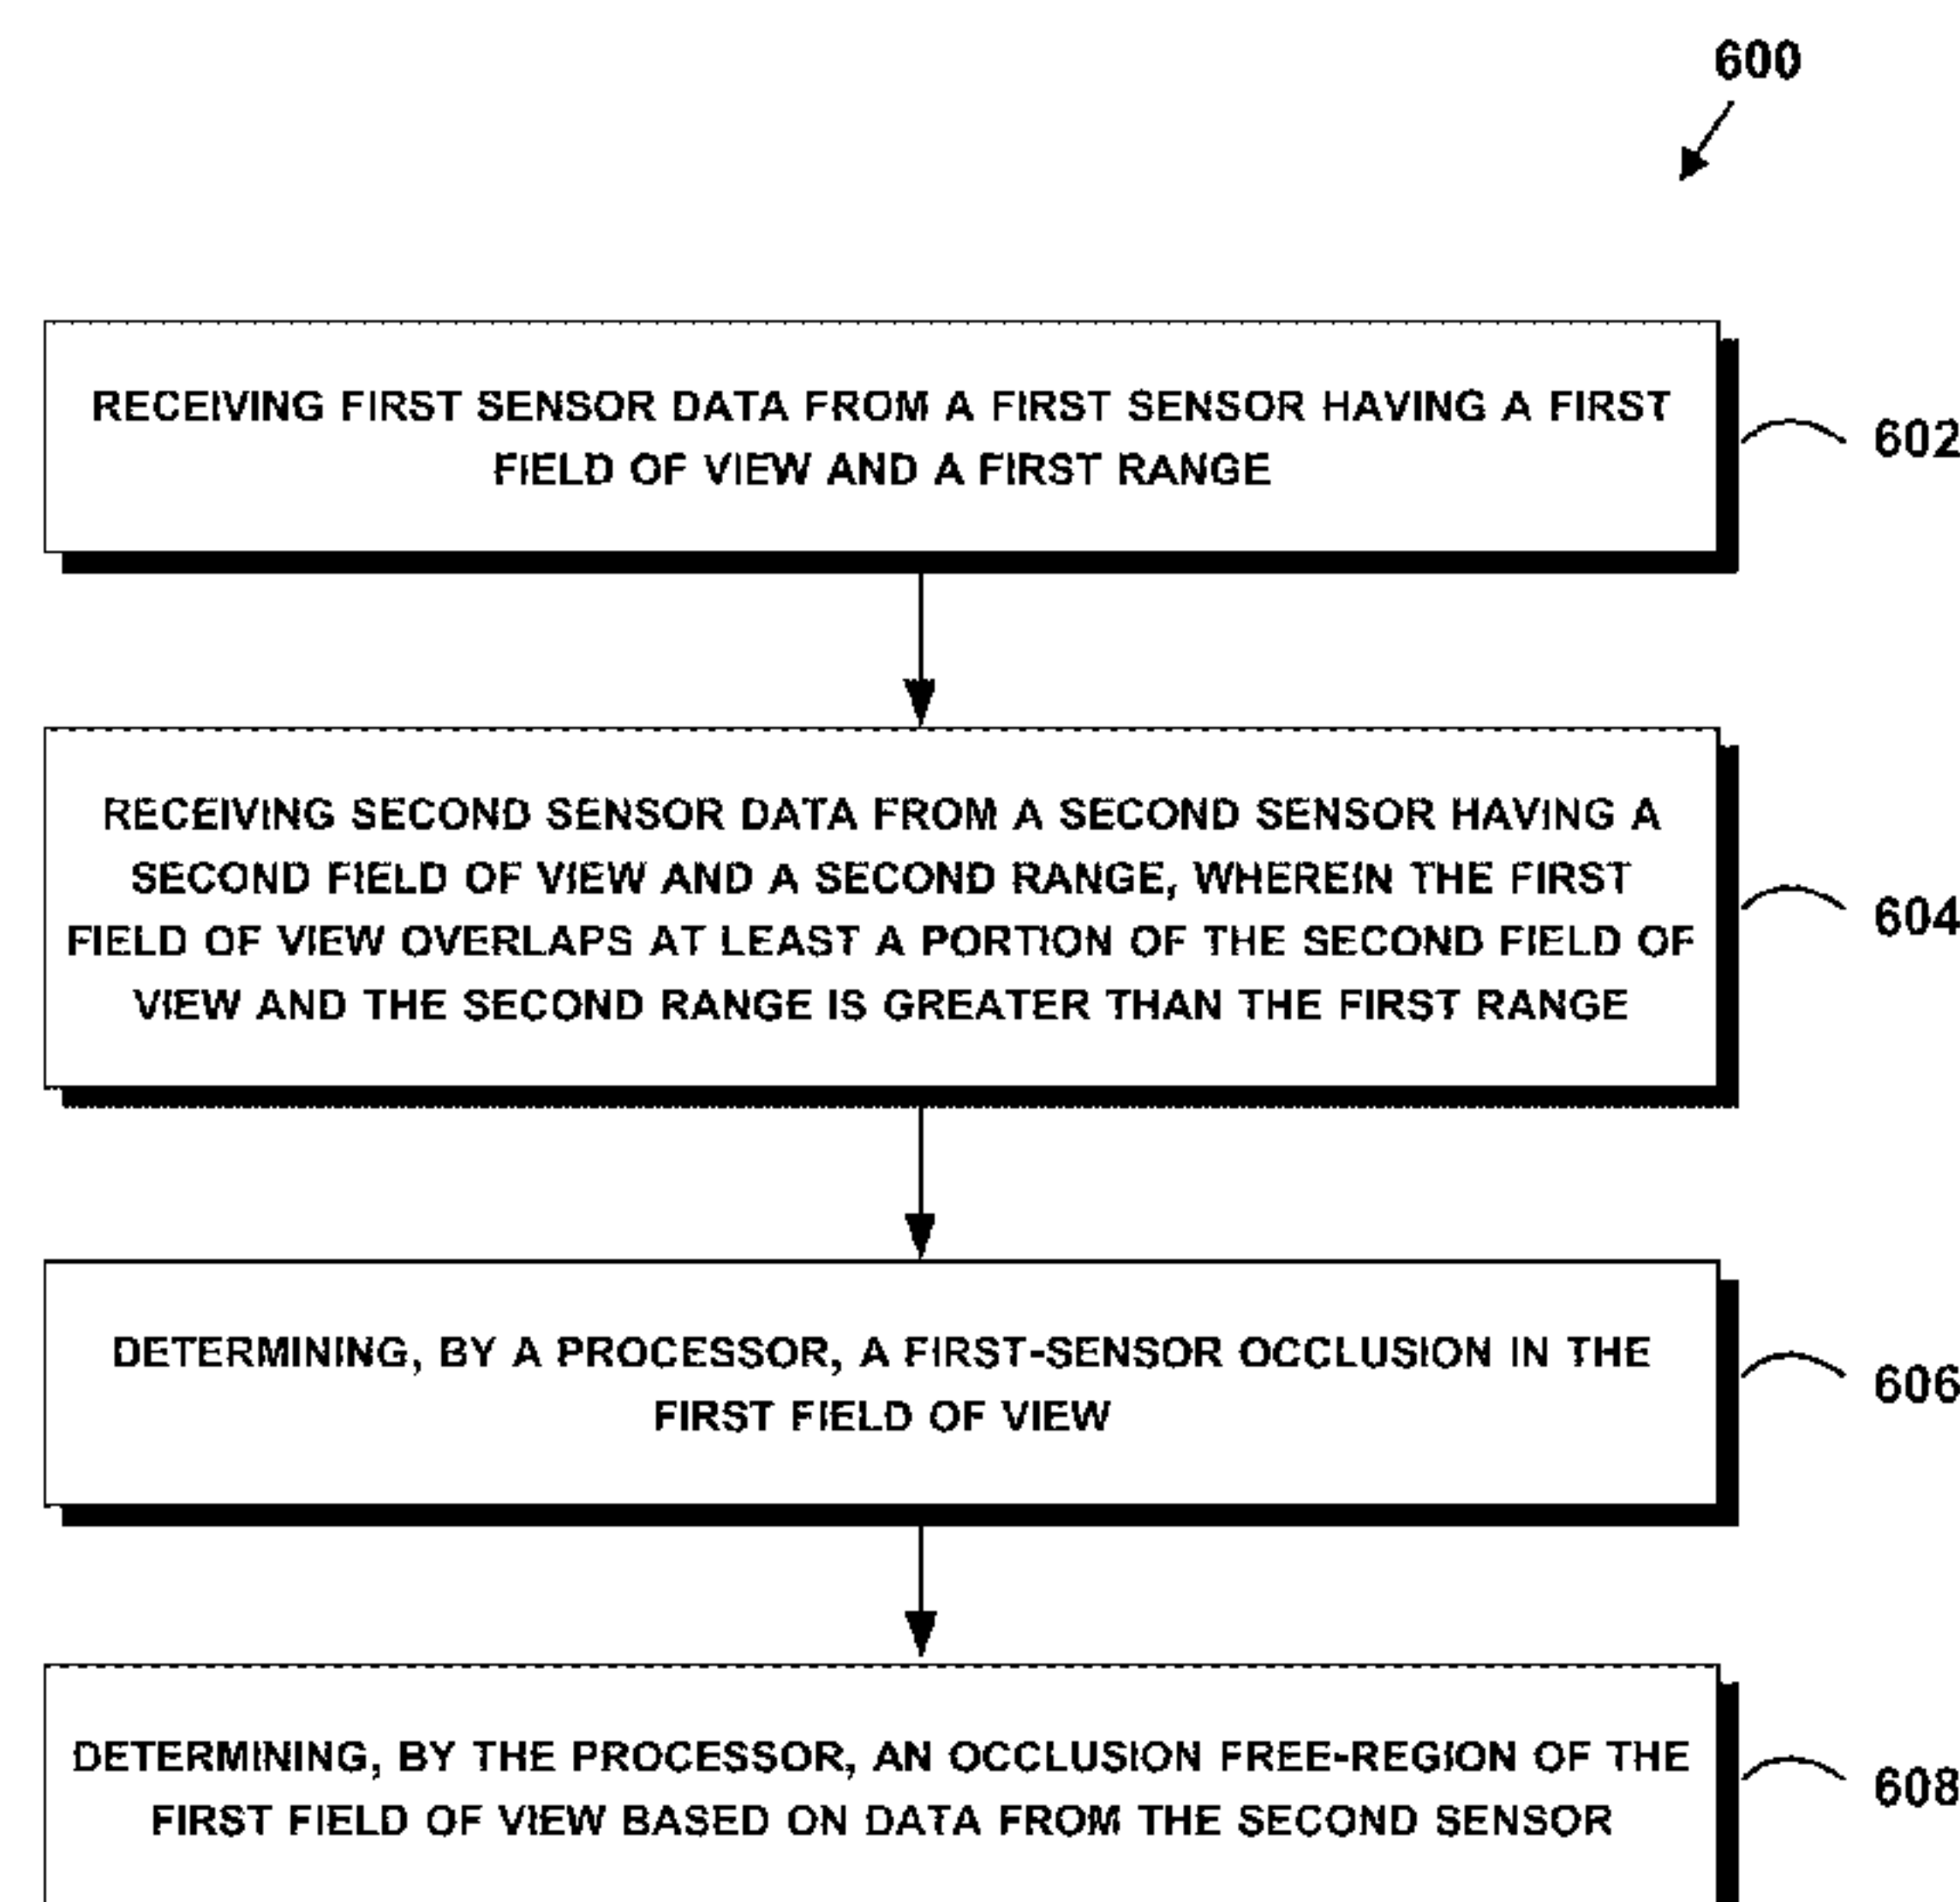 600
RECEIVING FIRST SENSOR DATA FROM A FIRST SENSOR HAVING A FIRST
FIELD OF VIEW AND A FIRST RANGE
602
RECEIVING SECOND SENSOR DATA FROM A SECOND SENSOR HAVING A
SECOND FIELD OF VIEW AND A SECOND RANGE, WHEREIN THE FIRST
FIELD OF VIEW OVERLAPS AT LEAST A PORTION OF THE SECOND FIELD OF
VIEW AND THE SECOND RANGE IS GREATER THAN THE FIRST RANGE
604
DETERMINING, BY A PROCESSOR, A FIRST-SENSOR OCCLUSION IN THE
FIRST FIELD OF VIEW
606
DETERMINING, BY THE PROCESSOR, AN OCCLUSION FREE-REGION OF THE
FIRST FIELD OF VIEW BASED ON DATA FROM THE SECOND SENSOR
608